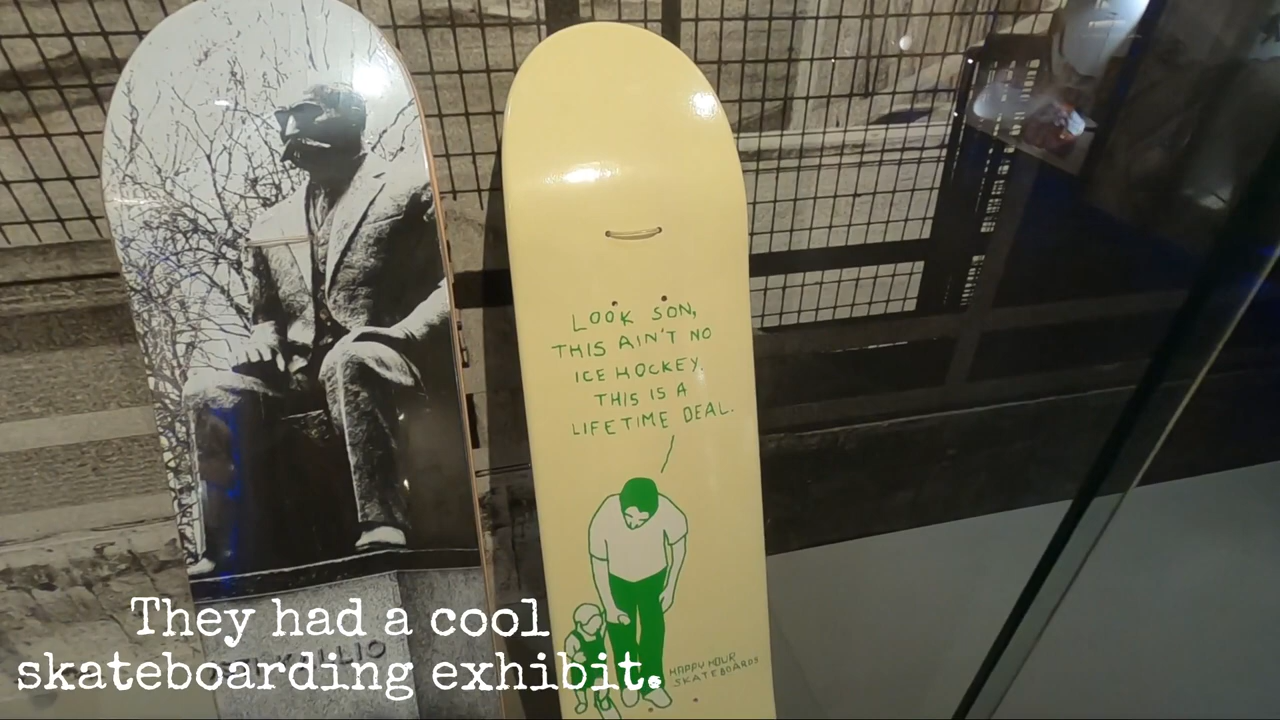 LOOK SON,
THIS AIN'T NO
ICE HOCKEY.
THIS IS A
LIFETIME DEAL.
HAPPY HOUR
SKATEBOARDS
They had a cool
skateboarding exhibit.